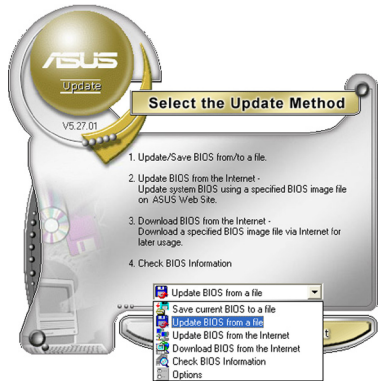 ASUS
Update
V5.27.01
Select the Update Method
1. Update/Save BIOS from/to a file.
2. Update BIOS from the Internet -
Update system BIOS using a specified BIOS image file
on ASUS Web Site.
3. Download BIOS from the Internet -
Download a specified BIOS image file via Internet for
later usage.
4. Check BIOS Information
Update BIOS from a file
Save current BIOS to a file
Update BIOS from a file
Update BIOS from the Internet
Download BIOS from the Internet
Check BIOS Information
Options